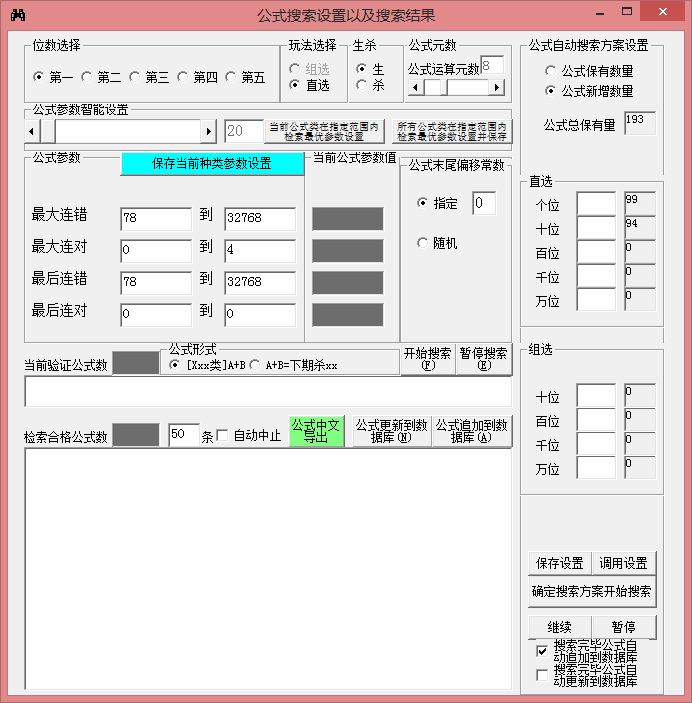 公式搜索设置以及搜索结果
位数选择
第一 第二 第三 第四 第五
玩法选择
组选
直选
生杀
生
杀
公式元数
公式运算元数 8
公式参数智能设置
20
当前公式类在指定范围内
检索最优参数设置
所有公式类在指定范围内
检索最优参数设置并保存
公式参数
保存当前种类参数设置
当前公式参数值
最大连错 78 到 32768
最大连对 0 到 4
最后连错 78 到 32768
最后连对 0 到 0
公式末尾偏移常数
指定 0
随机
当前验证公式数
公式形式
[Xxx类]A+B A+B=下期杀xx
开始搜索
(F)
暂停搜索
(E)
检索合格公式数
50 条 自动中止
公式中文
导出
公式更新到数
据库(N)
公式追加到数
据库(A)
公式自动搜索方案设置
公式保有数量
公式新增数量
公式总保有量 193
直选
个位 99
十位 94
百位 0
千位 0
万位 0
组选
十位 0
百位 0
千位 0
万位 0
保存设置 调用设置
确定搜索方案开始搜索
继续 暂停
搜索完毕公式自
动追加到数据库
搜索完毕公式自
动更新到数据库